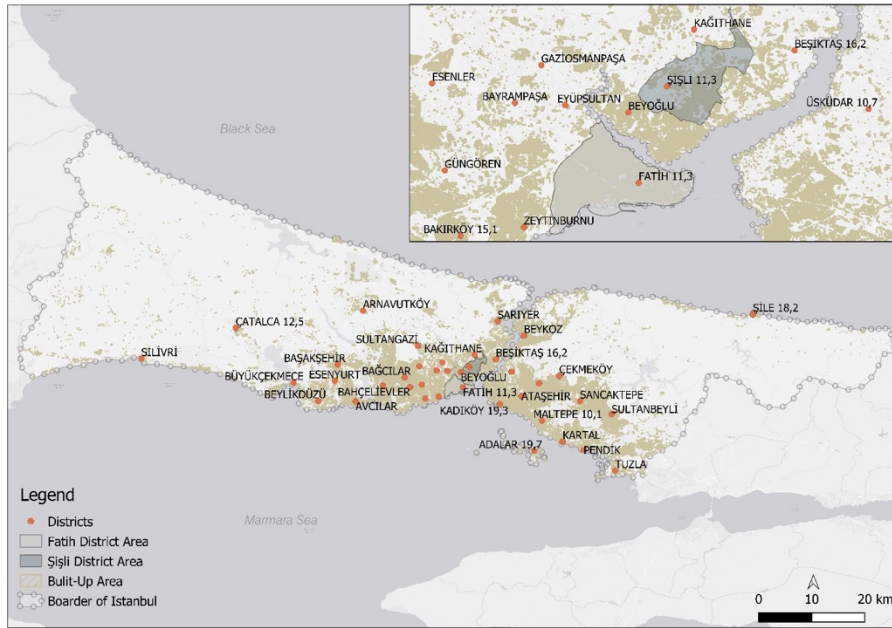 KAĞITHANE
BEŞİKTAŞ 16,2
GAZİOSMANPAŞA
ESENLER
ŞİŞLİ 11,3
BAYRAMPAŞA
EYÜPSULTAN
BEYOĞLU
ÜSKÜDAR 10,7
GÜNGÖREN
FATİH 11,3
ZEYTİNBURNU
BAKIRKÖY 15,1
Black Sea
ŞİLE 18,2
ARNAVUTKÖY
SARIYER
ÇATALCA 12,5
BEYKOZ
SULTANGAZİ
SILIVRİ
BAŞAKŞEHİR
KAĞITHANE
BEŞİKTAŞ 16,2
ÇEKMEKÖY
BÜYÜKÇEKMECE
ESENYURT
BAĞCILAR
BEYOĞLU
BEYLİKDÜZÜ
BAHÇELİEVLER
FATİH 11,3
ATAŞEHİR
SANCAKTEPE
AVCILAR
KADIKÖY 19,3
MALTEPE 10,1
SULTANBEYLİ
ADALAR 19,7
KARTAL
PENDİK
TUZLA
Marmara Sea
Legend
Districts
Fatih District Area
Şişli District Area
Bulit-Up Area
Boarder of Istanbul
0 10 20 km